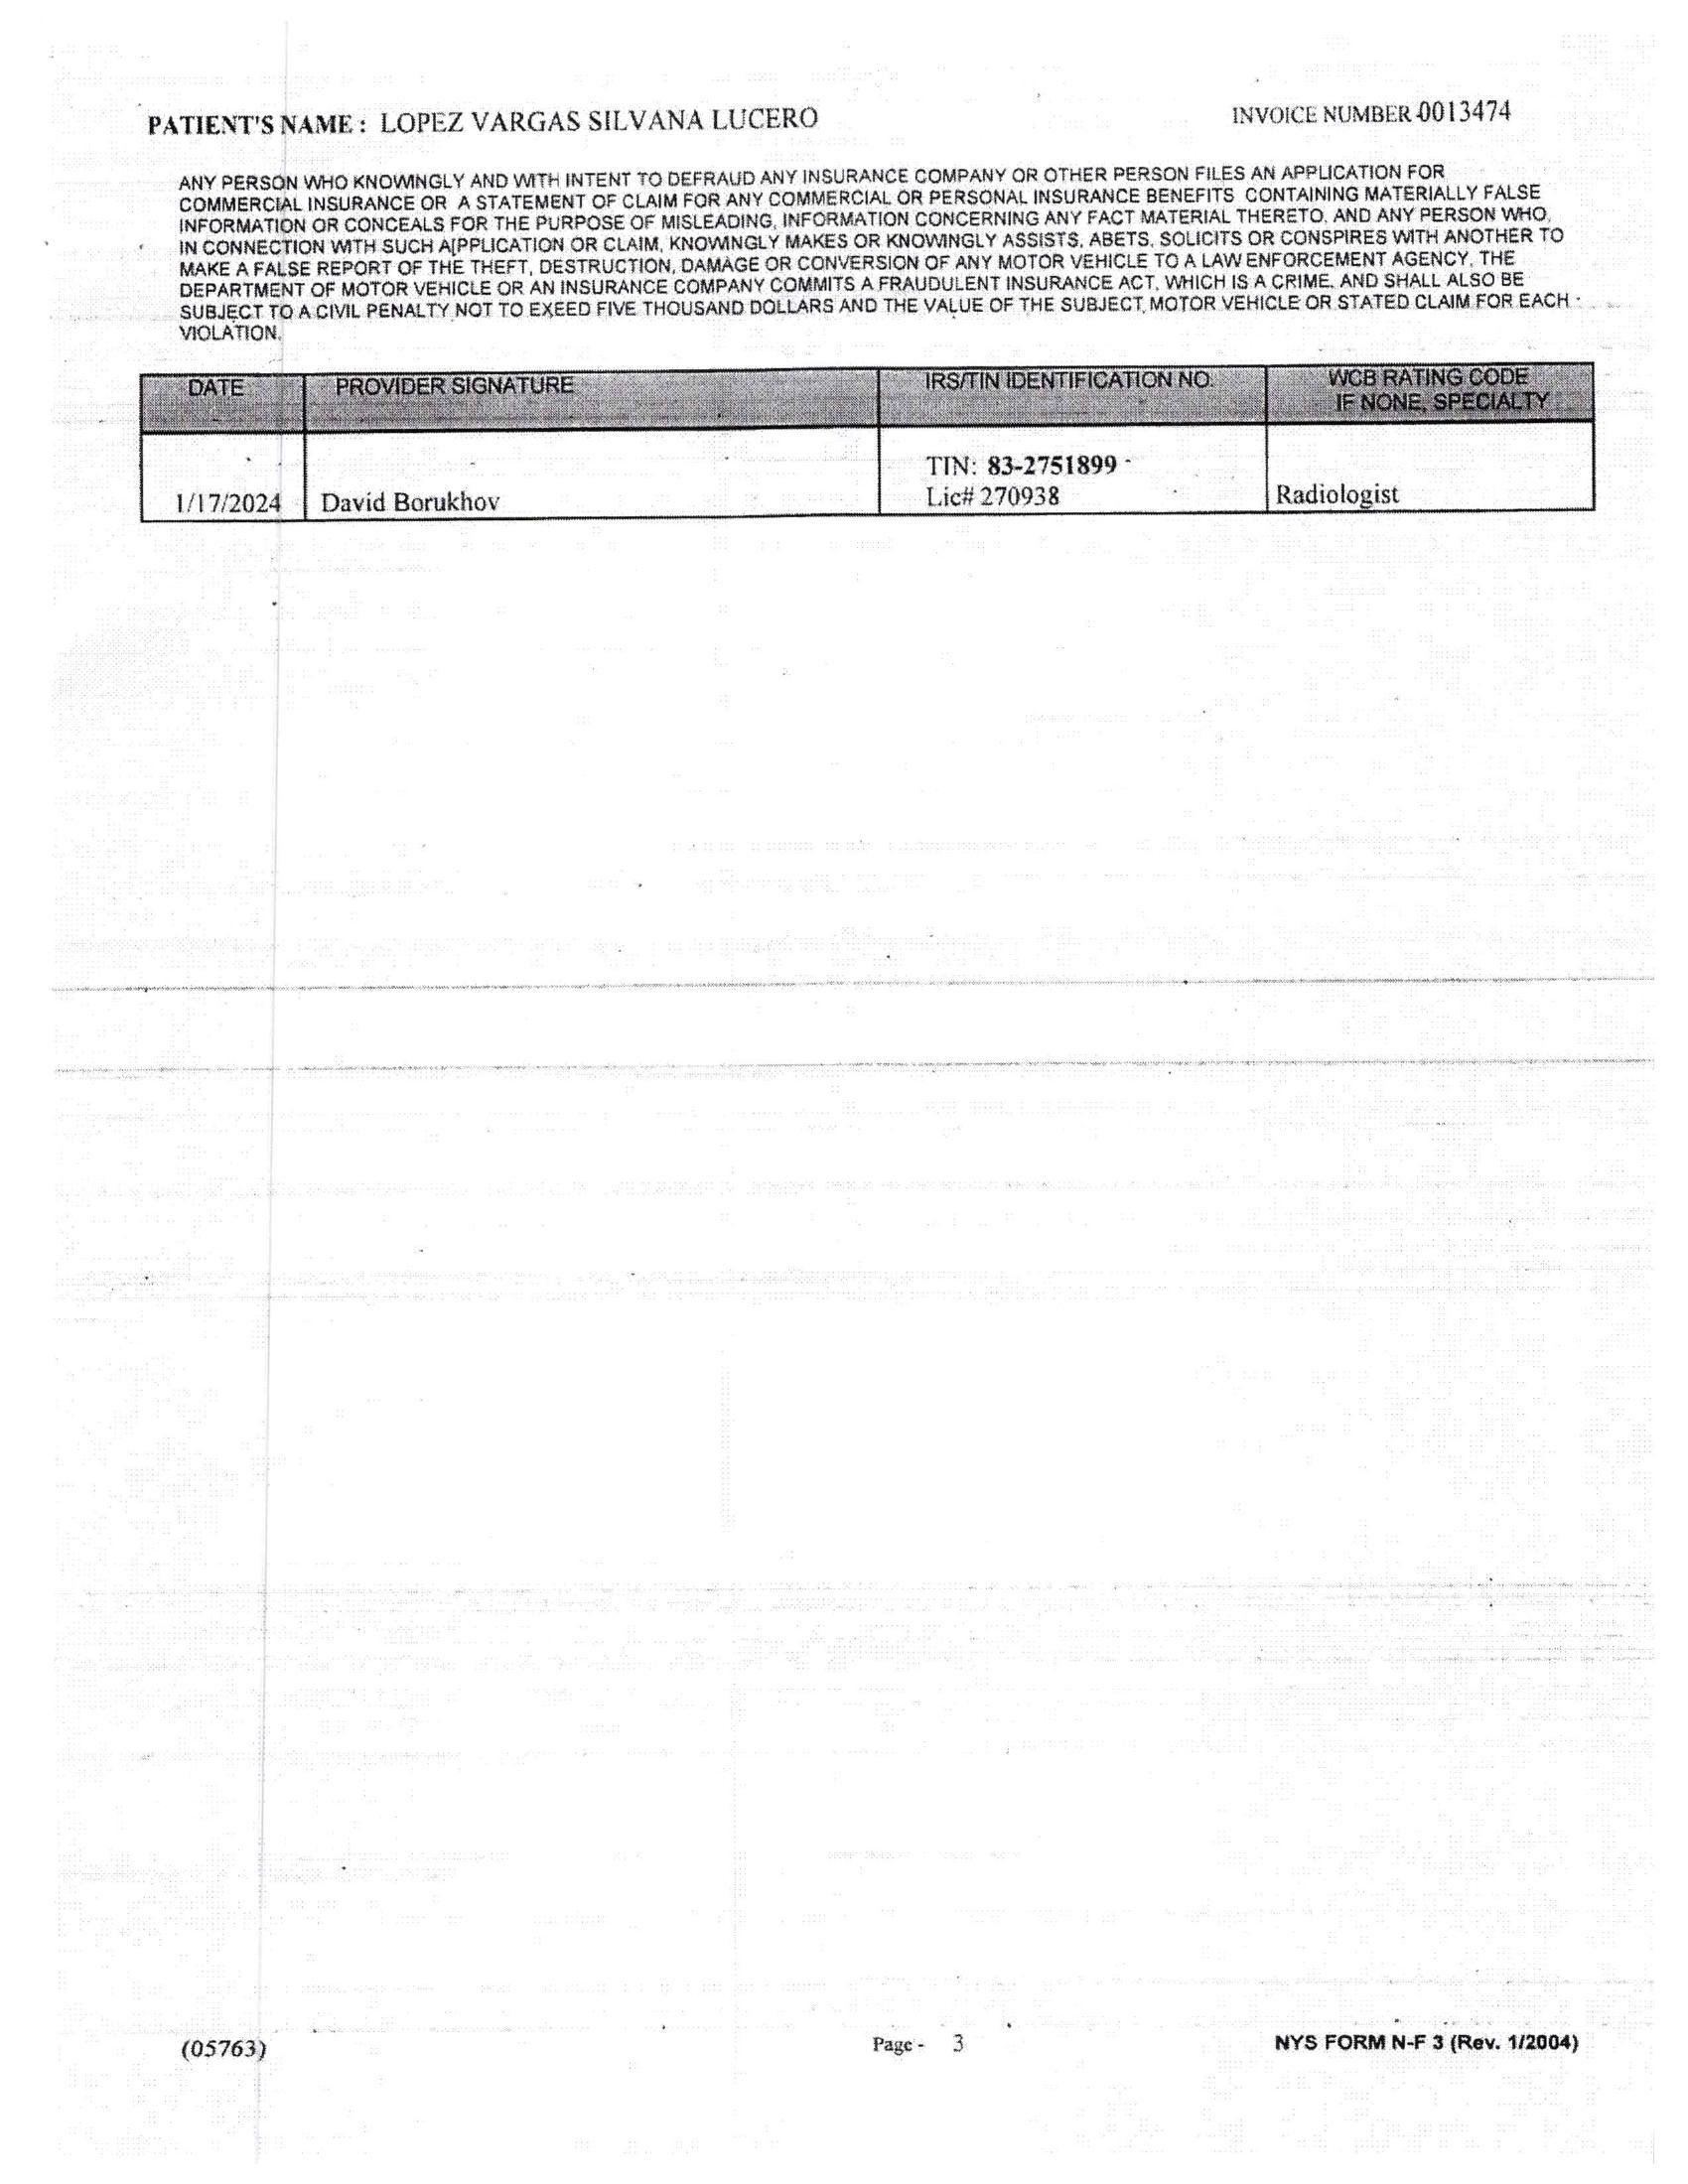 PATIENT'S NAME : LOPEZ VARGAS SILVANA LUCERO
INVOICE NUMBER 0013474
ANY PERSON WHO KNOWINGLY AND WITH INTENT TO DEFRAUD ANY INSURANCE COMPANY OR OTHER PERSON FILES AN APPLICATION FOR
COMMERCIAL INSURANCE OR A STATEMENT OF CLAIM FOR ANY COMMERCIAL OR PERSONAL INSURANCE BENEFITS CONTAINING MATERIALLY FALSE
INFORMATION OR CONCEALS FOR THE PURPOSE OF MISLEADING, INFORMATION CONCERNING ANY FACT MATERIAL THERETO, AND ANY PERSON WHO,
IN CONNECTION WITH SUCH A[PPLICATION OR CLAIM, KNOWINGLY MAKES OR KNOWINGLY ASSISTS, ABETS, SOLICITS OR CONSPIRES WITH ANOTHER TO
MAKE A FALSE REPORT OF THE THEFT, DESTRUCTION, DAMAGE OR CONVERSION OF ANY MOTOR VEHICLE TO A LAW ENFORCEMENT AGENCY, THE
DEPARTMENT OF MOTOR VEHICLE OR AN INSURANCE COMPANY COMMITS A FRAUDULENT INSURANCE ACT, WHICH IS A CRIME, AND SHALL ALSO BE
SUBJECT TO A CIVIL PENALTY NOT TO EXCEED FIVE THOUSAND DOLLARS AND THE VALUE OF THE SUBJECT MOTOR VEHICLE OR STATED CLAIM FOR EACH
VIOLATION.
DATE PROVIDER SIGNATURE IRS/TIN IDENTIFICATION NO. WCB RATING CODE
IF NONE, SPECIALTY
TIN: 83-2751899
1/17/2024 David Borukhov Lic# 270938 Radiologist
(05763) Page - 3 NYS FORM N-F 3 (Rev. 1/2004)